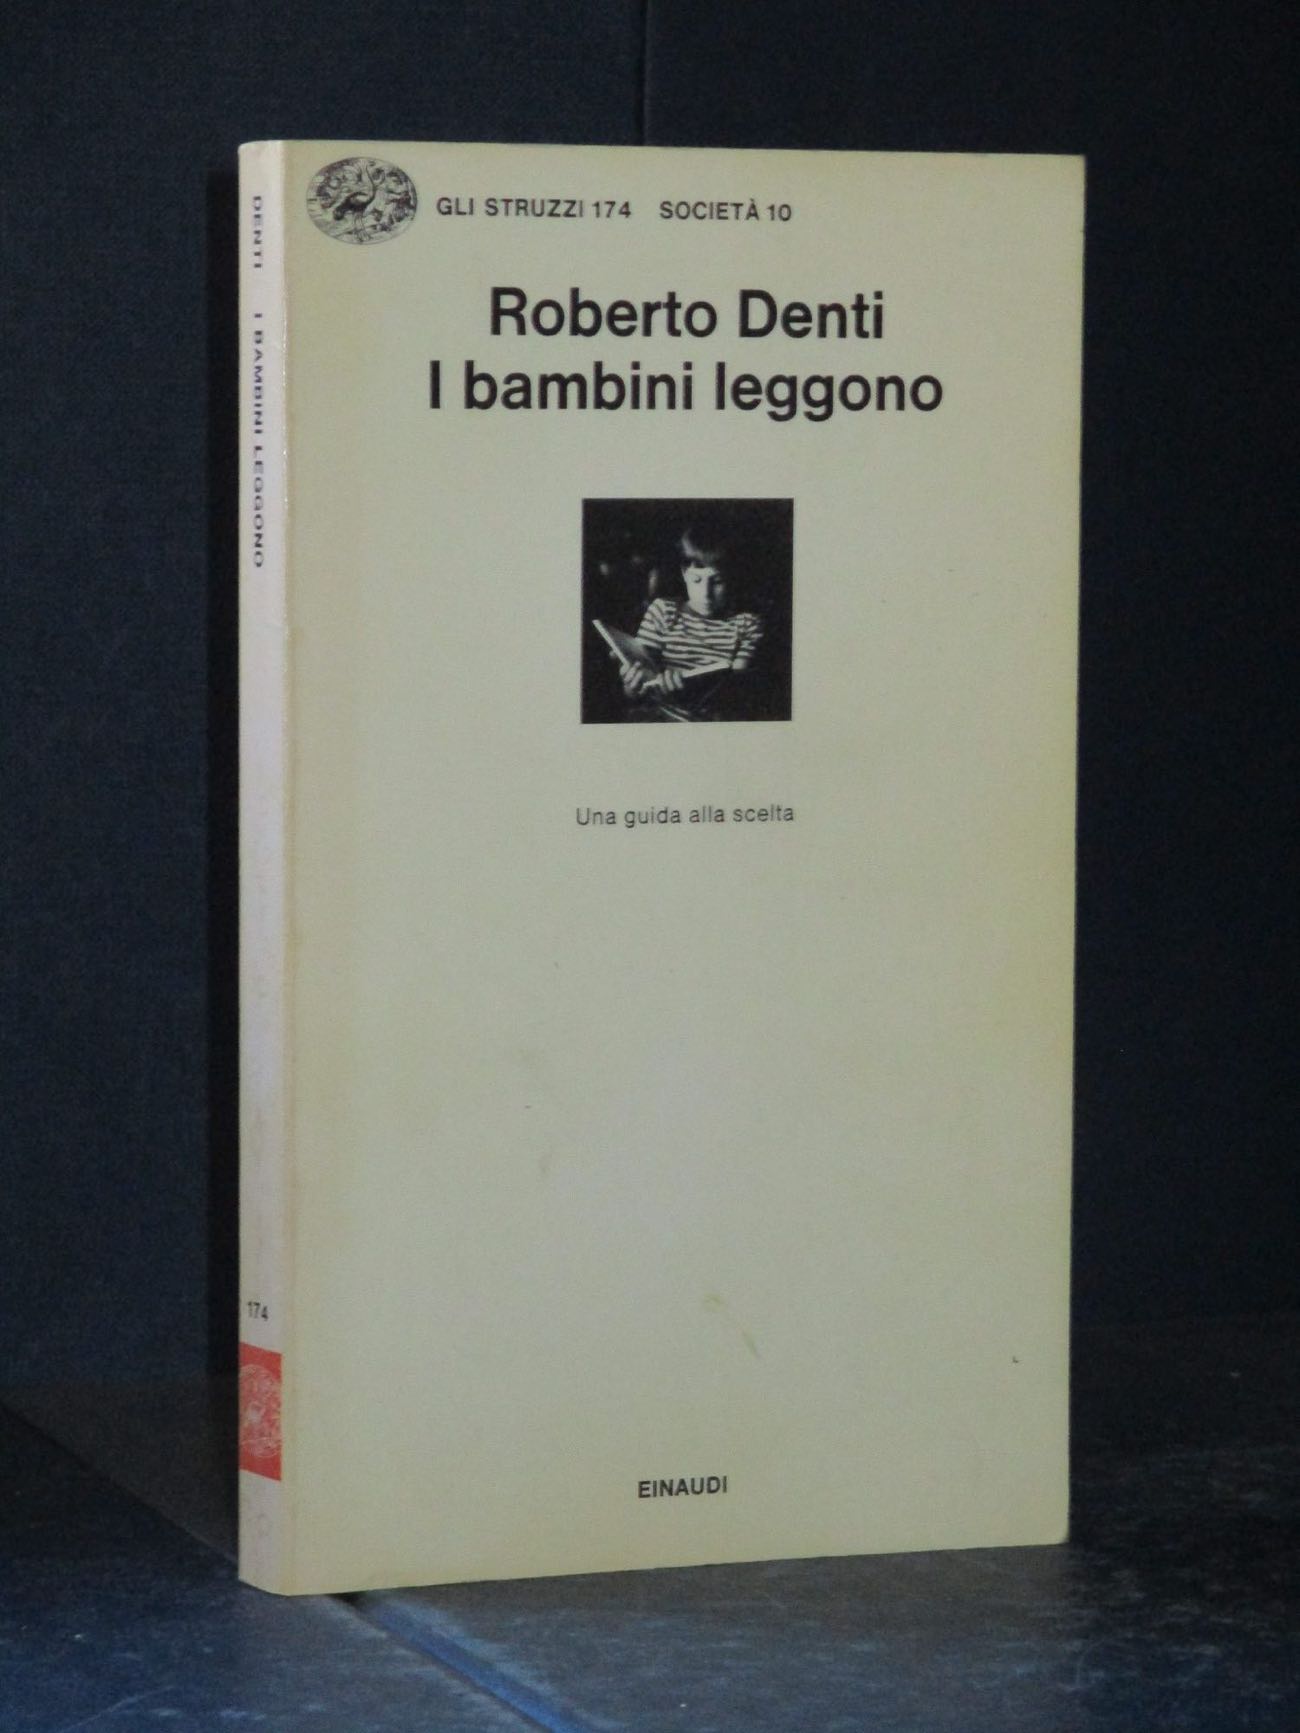 GLI STRUZZI 174 SOCIETÀ 10
Roberto Denti
I bambini leggono
Una guida alla scelta
EINAUDI
DENTI I BAMBINI LEGGONO
174